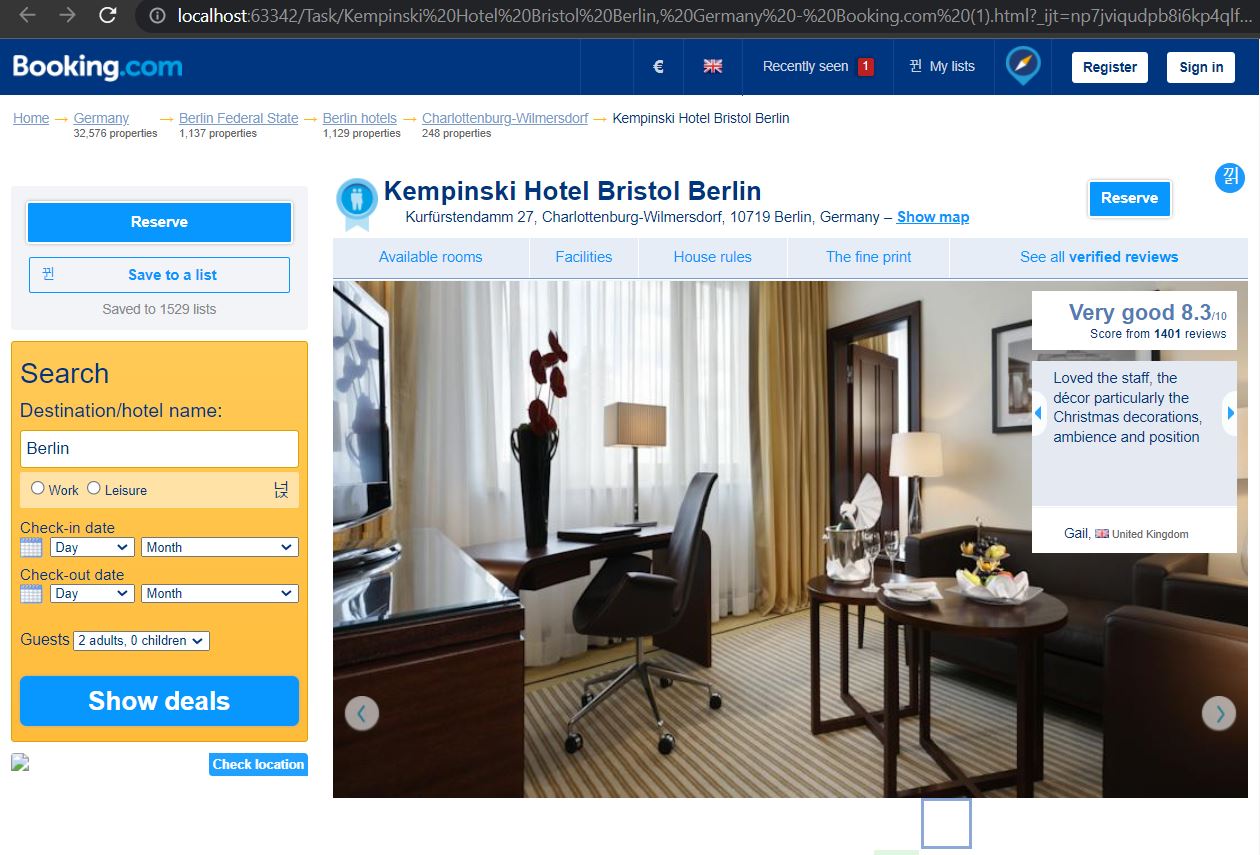 localhost:63342/Task/Kempinski%20Hotel%20Bristol%20Berlin,%20Germany%20-%20Booking.com%20(1).html?_ijt=np7jviqudpb8i6kp4qlf...
Booking.com
€
Recently seen 1
My lists
Register
Sign in
Home → Germany → Berlin Federal State → Berlin hotels → Charlottenburg-Wilmersdorf → Kempinski Hotel Bristol Berlin
32,576 properties 1,137 properties 1,129 properties 248 properties
Reserve
Save to a list
Saved to 1529 lists
Search
Destination/hotel name:
Berlin
Work Leisure
Check-in date
Day Month
Check-out date
Day Month
Guests 2 adults, 0 children
Show deals
Check location
Kempinski Hotel Bristol Berlin
Kurfürstendamm 27, Charlottenburg-Wilmersdorf, 10719 Berlin, Germany – Show map
Reserve
Available rooms
Facilities
House rules
The fine print
See all verified reviews
Very good 8.3/10
Score from 1401 reviews
Loved the staff, the
décor particularly the
Christmas decorations,
ambience and position
Gail, United Kingdom